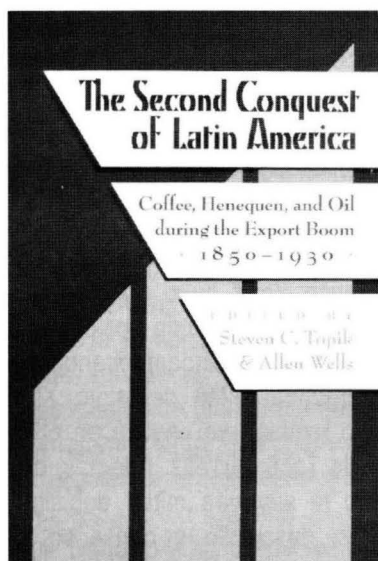 The Second Conquest
of Latin America
Coffee, Henequen, and Oil
during the Export Boom
· 1850–1930 ·
EDITED BY
Steven C. Topik
& Allen Wells